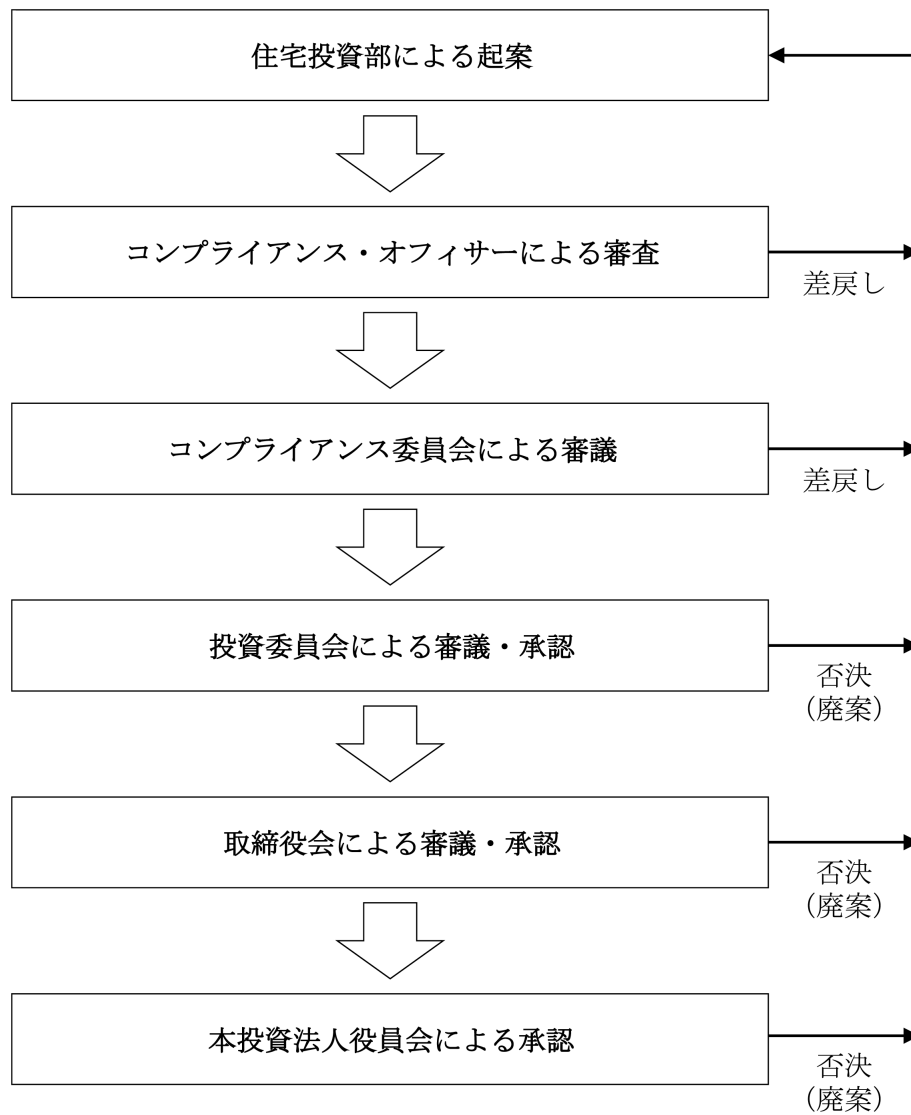 住宅投資部による起案
コンプライアンス・オフィサーによる審査
差戻し
コンプライアンス委員会による審議
差戻し
投資委員会による審議・承認
否決
（廃案）
取締役会による審議・承認
否決
（廃案）
本投資法人役員会による承認
否決
（廃案）